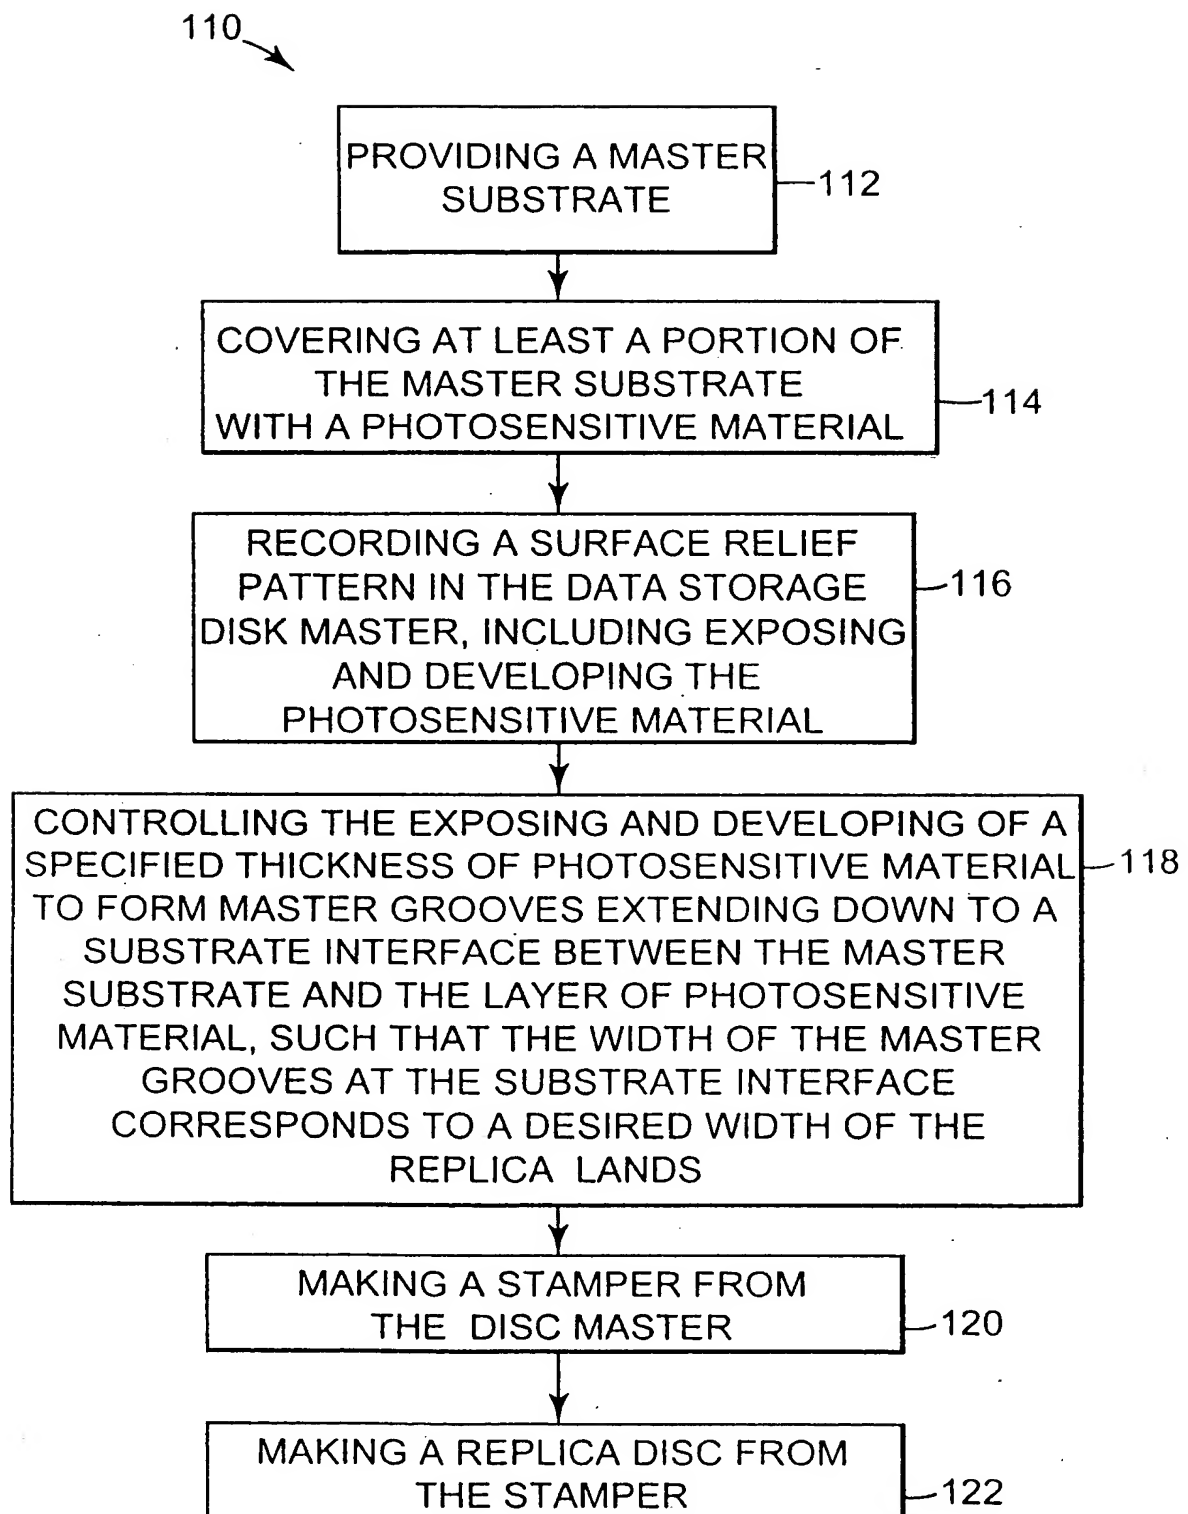 110
PROVIDING A MASTER
SUBSTRATE
112
COVERING AT LEAST A PORTION OF
THE MASTER SUBSTRATE
WITH A PHOTOSENSITIVE MATERIAL
114
RECORDING A SURFACE RELIEF
PATTERN IN THE DATA STORAGE
DISK MASTER, INCLUDING EXPOSING
AND DEVELOPING THE
PHOTOSENSITIVE MATERIAL
116
CONTROLLING THE EXPOSING AND DEVELOPING OF A
SPECIFIED THICKNESS OF PHOTOSENSITIVE MATERIAL
TO FORM MASTER GROOVES EXTENDING DOWN TO A
SUBSTRATE INTERFACE BETWEEN THE MASTER
SUBSTRATE AND THE LAYER OF PHOTOSENSITIVE
MATERIAL, SUCH THAT THE WIDTH OF THE MASTER
GROOVES AT THE SUBSTRATE INTERFACE
CORRESPONDS TO A DESIRED WIDTH OF THE
REPLICA LANDS
118
MAKING A STAMPER FROM
THE DISC MASTER
120
MAKING A REPLICA DISC FROM
THE STAMPER
122